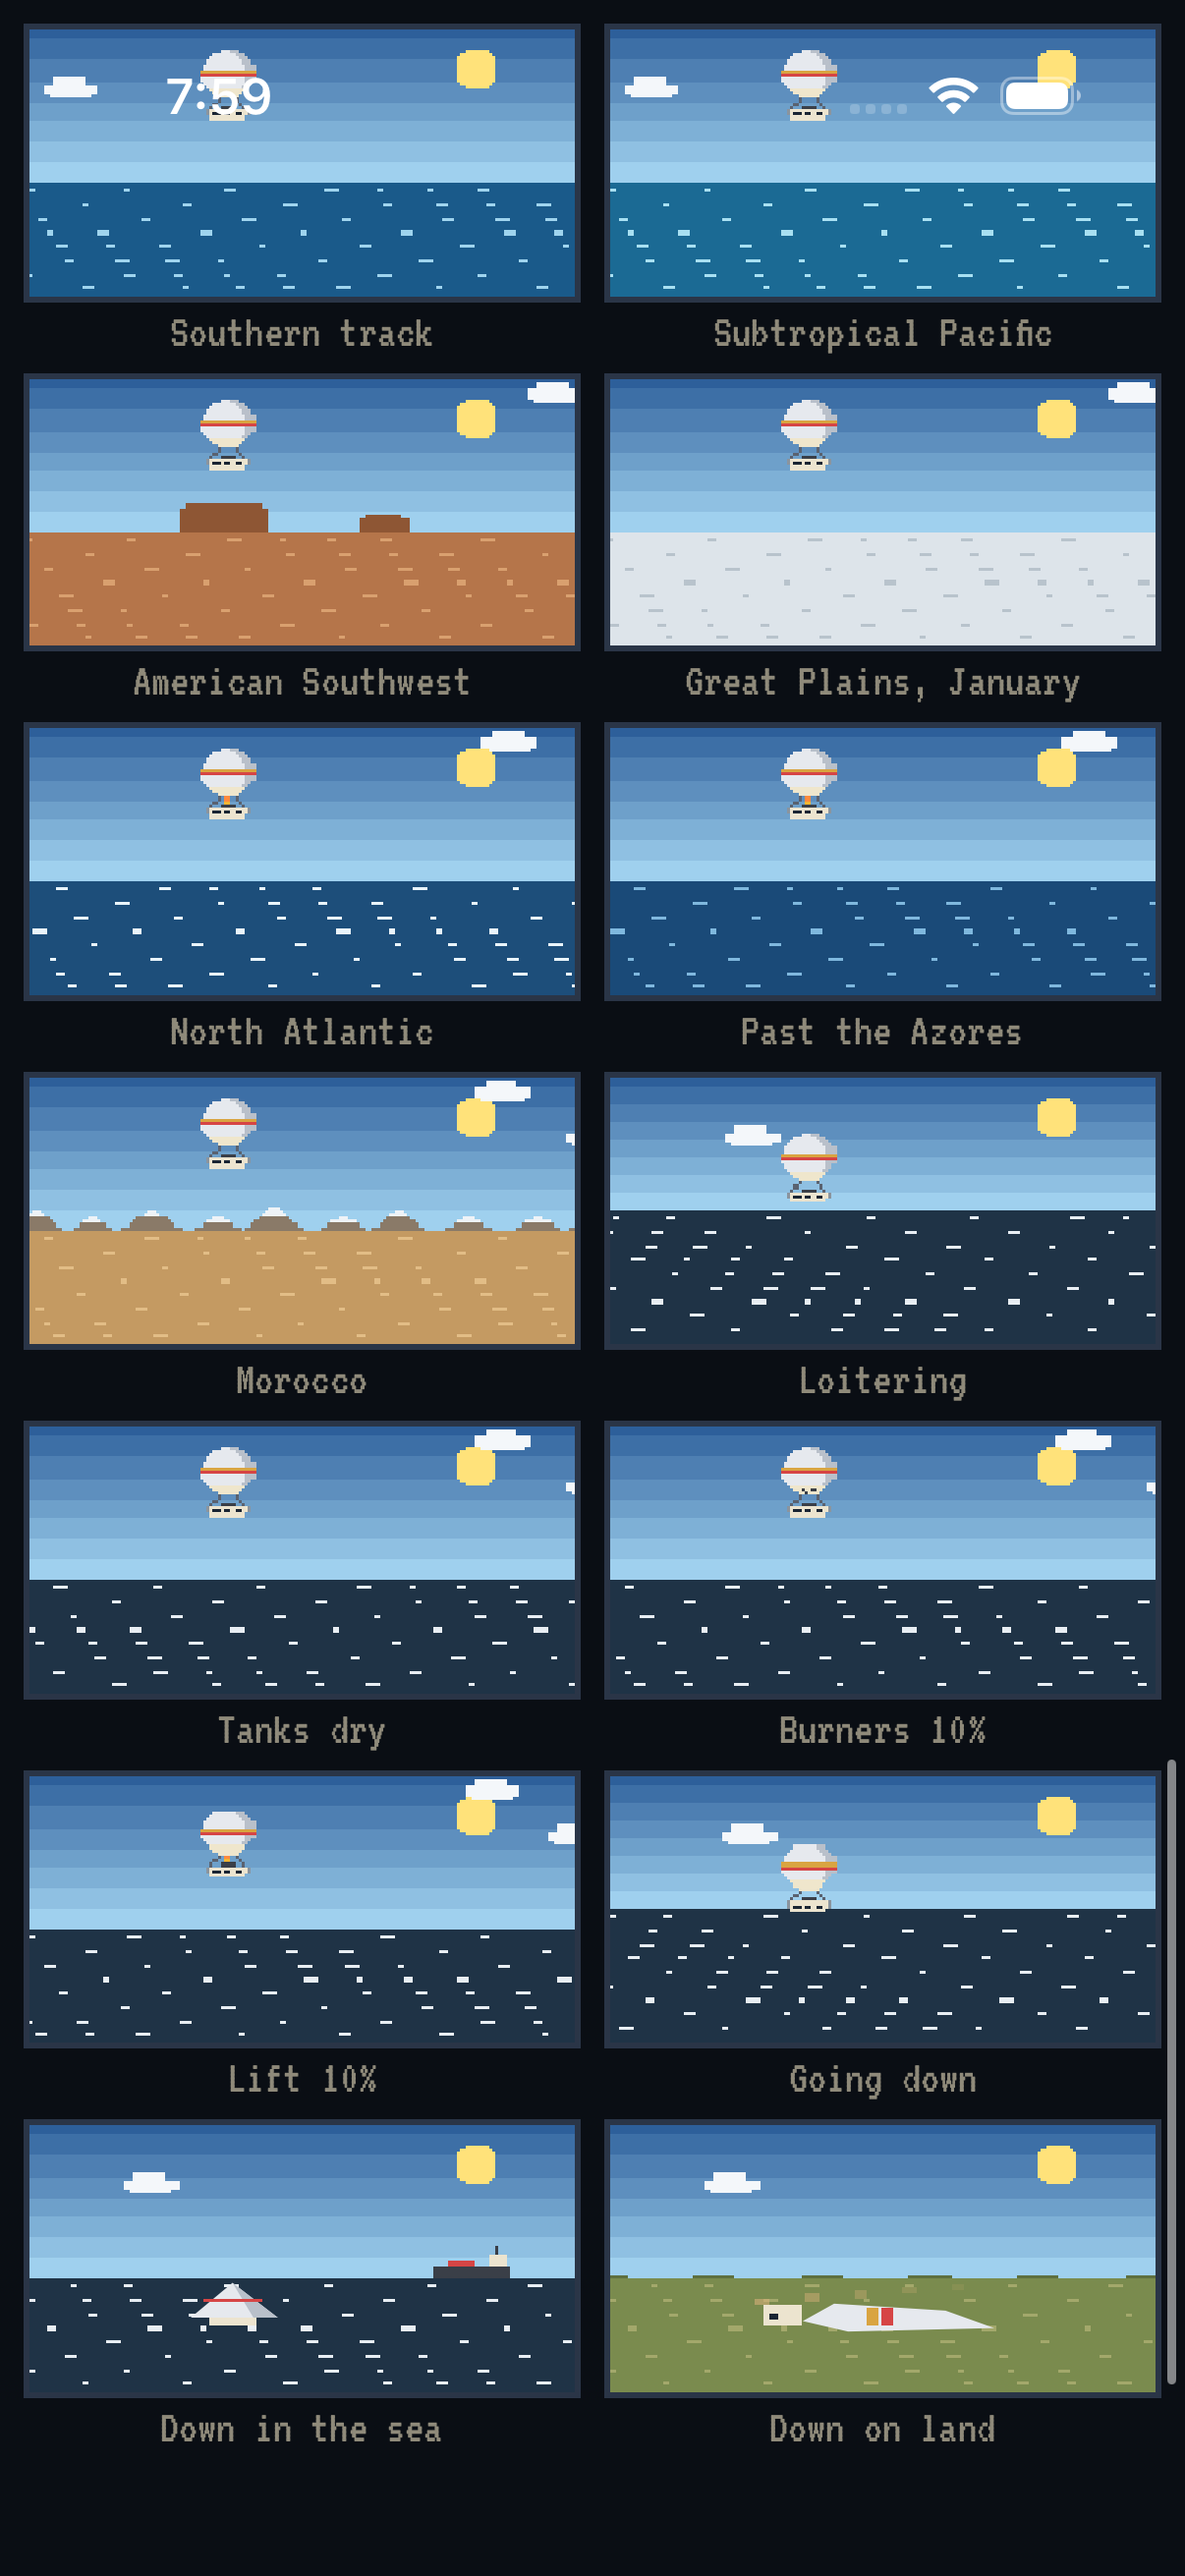 7:59
Southern track
Subtropical Pacific
American Southwest
Great Plains, January
North Atlantic
Past the Azores
Morocco
Loitering
Tanks dry
Burners 10%
Lift 10%
Going down
Down in the sea
Down on land